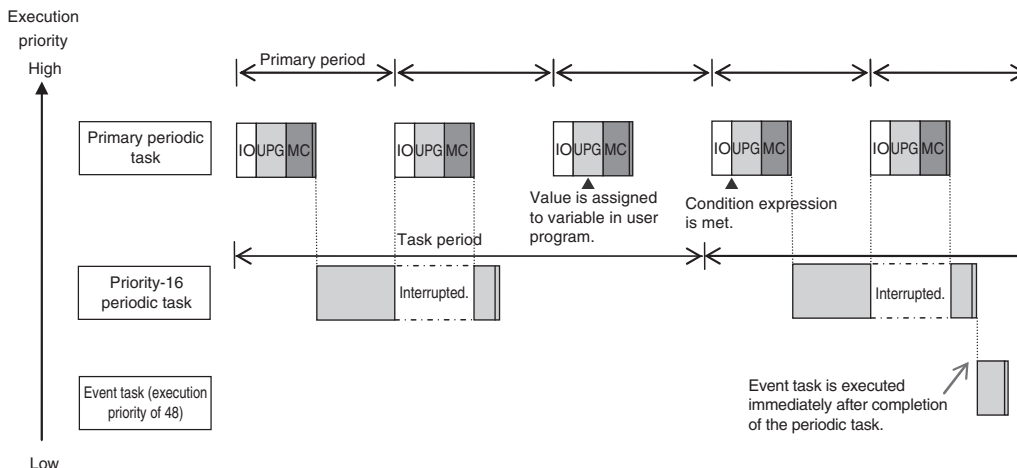 Execution
priority
High
Primary period
Primary periodic
task
IO UPG MC
IO UPG MC
IO UPG MC
IO UPG MC
IO UPG MC
Value is assigned
to variable in user
program.
Condition expression
is met.
Task period
Priority-16
periodic task
Interrupted.
Interrupted.
Event task (execution
priority of 48)
Event task is executed
immediately after completion
of the periodic task.
Low